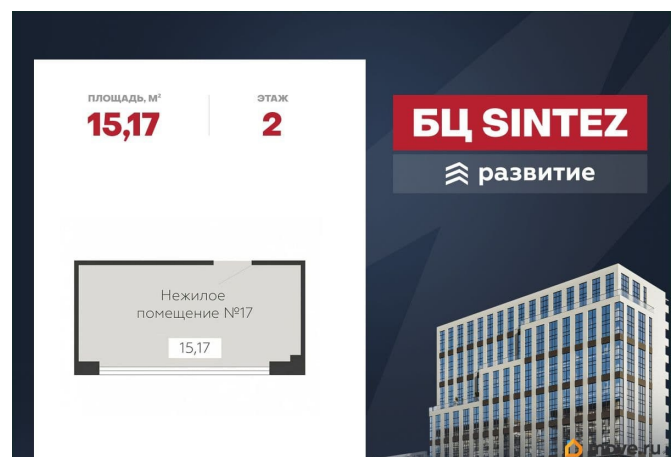 ПЛОЩАДЬ, М²
15,17
ЭТАЖ
2
БЦ SINTEZ
развитие
Нежилое
помещение №17
15,17
move.ru